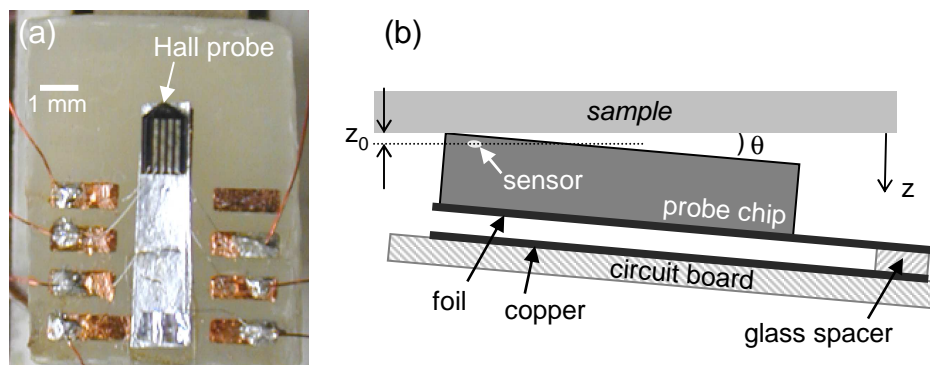 (a)
Hall probe
1 mm
(b)
sample
z0
θ
sensor
z
probe chip
circuit board
foil
copper
glass spacer